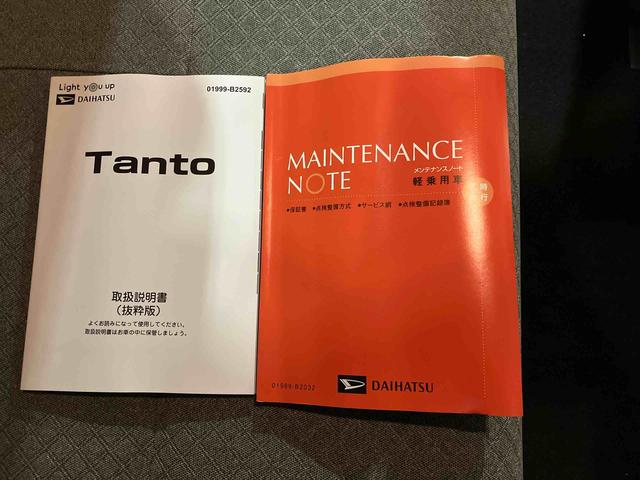 Light you up
01999-B2592
DAIHATSU
Tanto
取扱説明書
(抜粋版)
よくお読みになって使用してください。
取扱説明書はお車の中に保管しましょう。
MAINTENANCE
NOTE
メンテナンスノート
軽乗用車
•保証書 •点検整備方式 •サービス網 •点検整備記録簿
行
01999-B2032
DAIHATSU